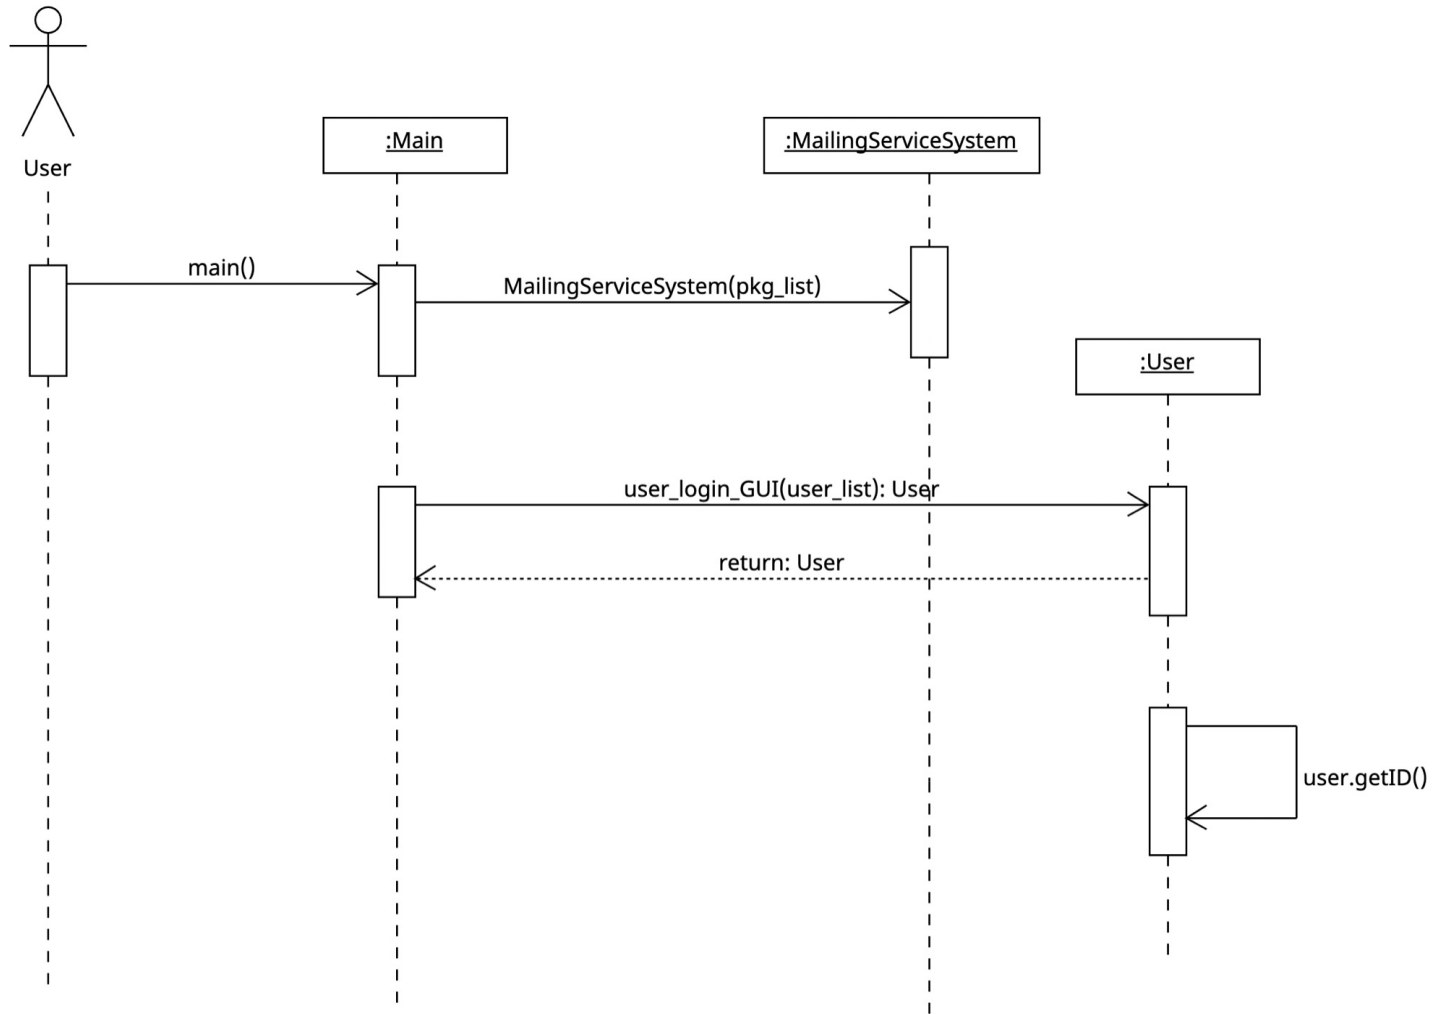 User
:Main
:MailingServiceSystem
main()
MailingServiceSystem(pkg_list)
:User
user_login_GUI(user_list): User
return: User
user.getID()